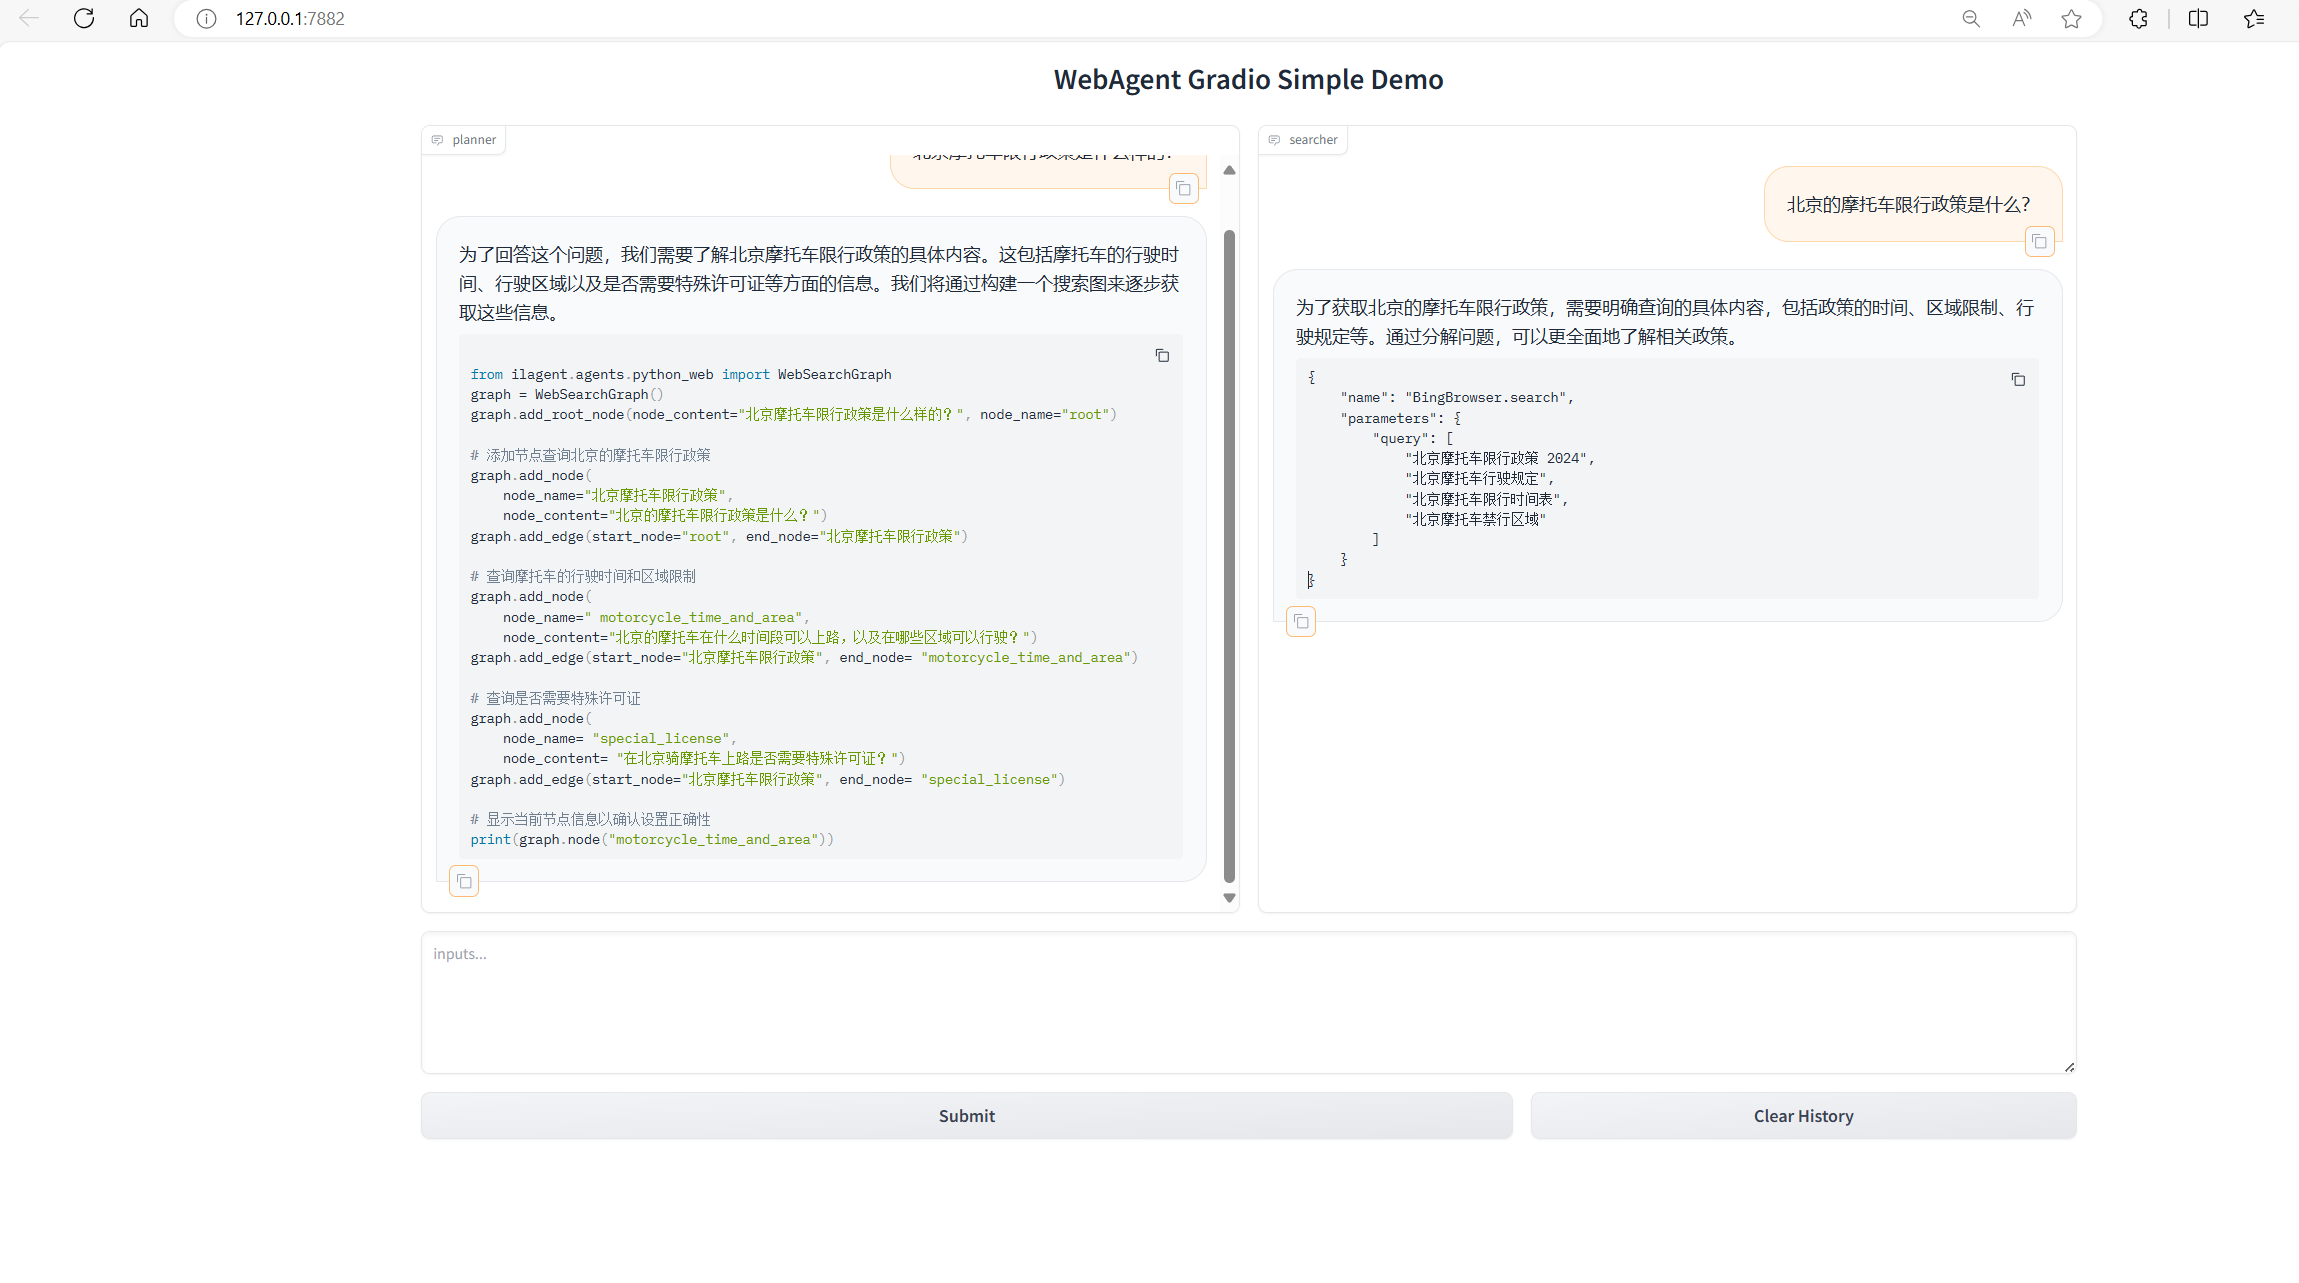 127.0.0.1:7882
WebAgent Gradio Simple Demo
planner
北京摩托车限行政策是什么样的?
为了回答这个问题，我们需要了解北京摩托车限行政策的具体内容。这包括摩托车的行驶时
间、行驶区域以及是否需要特殊许可证等方面的信息。我们将通过构建一个搜索图来逐步获
取这些信息。
from ilagent.agents.python_web import WebSearchGraph
graph = WebSearchGraph()
graph.add_root_node(node_content="北京摩托车限行政策是什么样的？", node_name="root")
# 添加节点查询北京的摩托车限行政策
graph.add_node(
    node_name="北京摩托车限行政策",
    node_content="北京的摩托车限行政策是什么？")
graph.add_edge(start_node="root", end_node="北京摩托车限行政策")
# 查询摩托车的行驶时间和区域限制
graph.add_node(
    node_name=" motorcycle_time_and_area",
    node_content="北京的摩托车在什么时间段可以上路，以及在哪些区域可以行驶？")
graph.add_edge(start_node="北京摩托车限行政策", end_node= "motorcycle_time_and_area")
# 查询是否需要特殊许可证
graph.add_node(
    node_name= "special_license",
    node_content= "在北京骑摩托车上路是否需要特殊许可证？")
graph.add_edge(start_node="北京摩托车限行政策", end_node= "special_license")
# 显示当前节点信息以确认设置正确性
print(graph.node("motorcycle_time_and_area"))
searcher
北京的摩托车限行政策是什么?
为了获取北京的摩托车限行政策，需要明确查询的具体内容，包括政策的时间、区域限制、行
驶规定等。通过分解问题，可以更全面地了解相关政策。
{
    "name": "BingBrowser.search",
    "parameters": {
        "query": [
            "北京摩托车限行政策 2024",
            "北京摩托车行驶规定",
            "北京摩托车限行时间表",
            "北京摩托车禁行区域"
        ]
    }
}
inputs...
Submit
Clear History